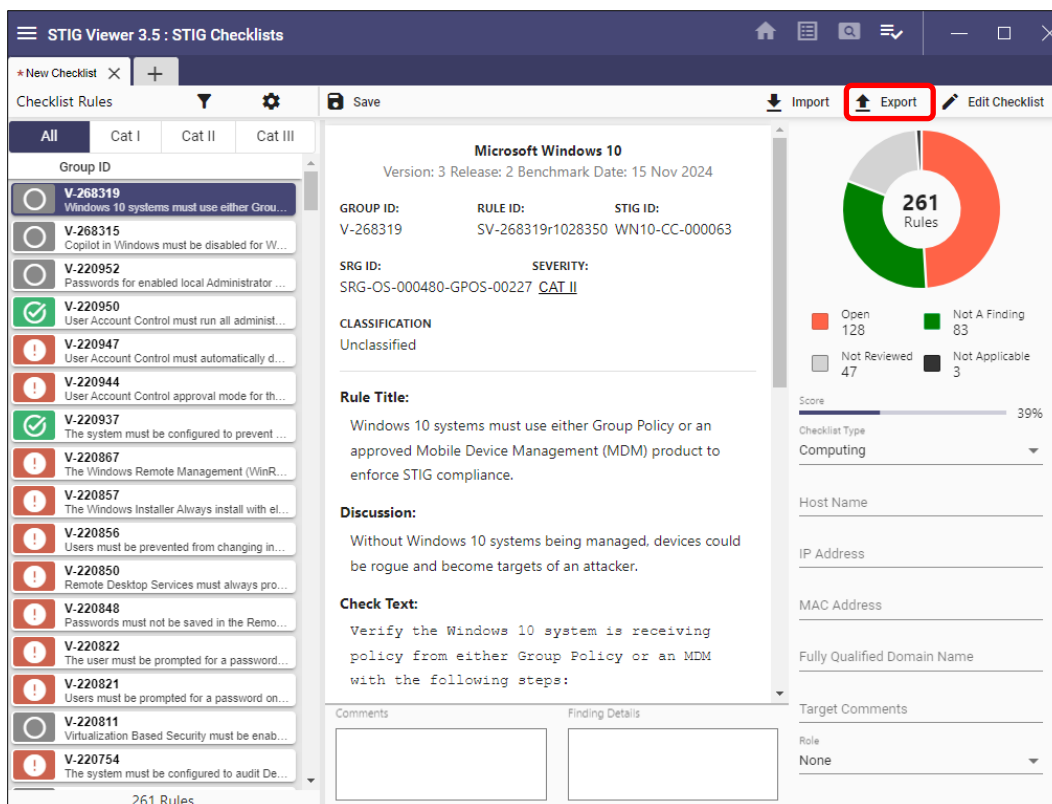 STIG Viewer 3.5 : STIG Checklists
*New Checklist
Checklist Rules
Save
Import
Export
Edit Checklist
All
Cat I
Cat II
Cat III
Group ID
V-268319
Windows 10 systems must use either Grou...
V-268315
Copilot in Windows must be disabled for W...
V-220952
Passwords for enabled local Administrator ...
V-220950
User Account Control must run all administ...
V-220947
User Account Control must automatically d...
V-220944
User Account Control approval mode for th...
V-220937
The system must be configured to prevent ...
V-220867
The Windows Remote Management (WinR...
V-220857
The Windows Installer Always install with el...
V-220856
Users must be prevented from changing in...
V-220850
Remote Desktop Services must always pro...
V-220848
Passwords must not be saved in the Remo...
V-220822
The user must be prompted for a password...
V-220821
Users must be prompted for a password on...
V-220811
Virtualization Based Security must be enab...
V-220754
The system must be configured to audit De...
261 Rules
Microsoft Windows 10
Version: 3 Release: 2 Benchmark Date: 15 Nov 2024
GROUP ID: RULE ID: STIG ID:
V-268319 SV-268319r1028350 WN10-CC-000063
SRG ID: SEVERITY:
SRG-OS-000480-GPOS-00227 CAT II
CLASSIFICATION
Unclassified
Rule Title:
Windows 10 systems must use either Group Policy or an
approved Mobile Device Management (MDM) product to
enforce STIG compliance.
Discussion:
Without Windows 10 systems being managed, devices could
be rogue and become targets of an attacker.
Check Text:
Verify the Windows 10 system is receiving
policy from either Group Policy or an MDM
with the following steps:
Comments
Finding Details
261
Rules
Open
128
Not A Finding
83
Not Reviewed
47
Not Applicable
3
Score
39%
Checklist Type
Computing
Host Name
IP Address
MAC Address
Fully Qualified Domain Name
Target Comments
Role
None